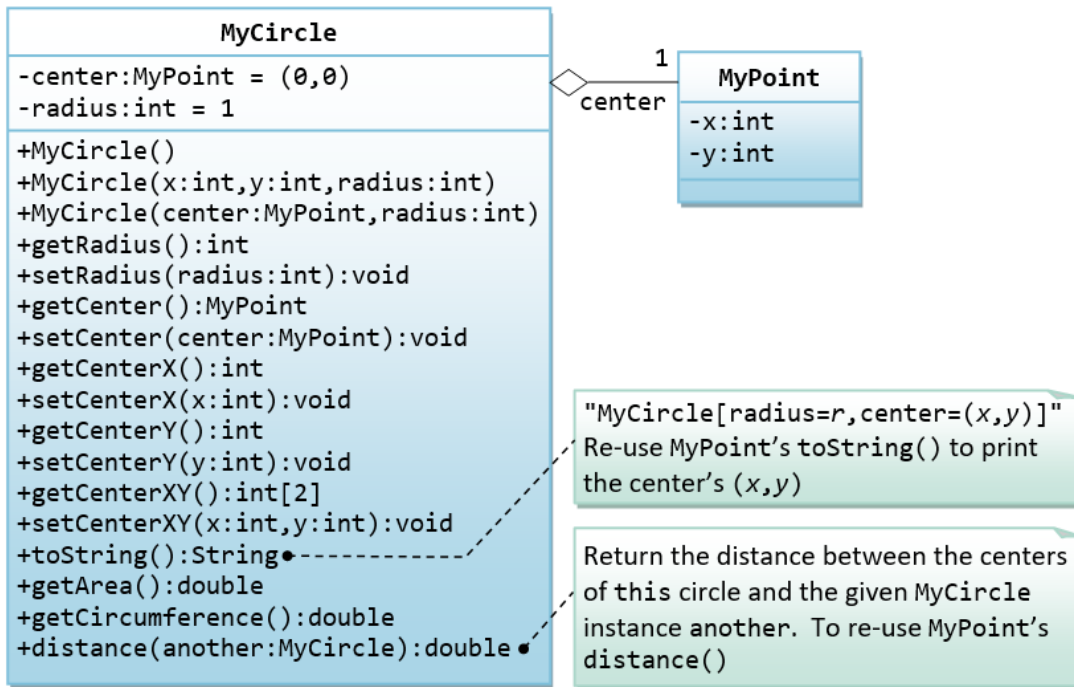 MyCircle
-center:MyPoint = (0,0)
-radius:int = 1
+MyCircle()
+MyCircle(x:int,y:int,radius:int)
+MyCircle(center:MyPoint,radius:int)
+getRadius():int
+setRadius(radius:int):void
+getCenter():MyPoint
+setCenter(center:MyPoint):void
+getCenterX():int
+setCenterX(x:int):void
+getCenterY():int
+setCenterY(y:int):void
+getCenterXY():int[2]
+setCenterXY(x:int,y:int):void
+toString():String
+getArea():double
+getCircumference():double
+distance(another:MyCircle):double
1
center
MyPoint
-x:int
-y:int
"MyCircle[radius=r,center=(x,y)]"
Re-use MyPoint’s toString() to print
the center’s (x,y)
Return the distance between the centers
of this circle and the given MyCircle
instance another. To re-use MyPoint’s
distance()